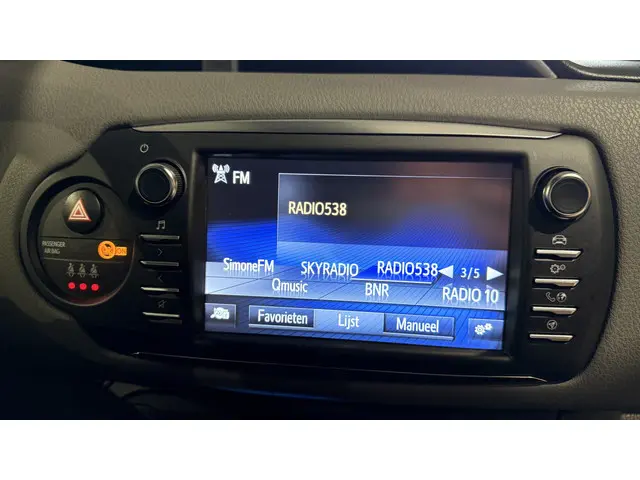 FM
RADIO538
SimoneFM SKYRADIO RADIO538 3/5
Qmusic BNR RADIO 10
Favorieten Lijst Manueel
PASSENGER
AIR BAG
ON